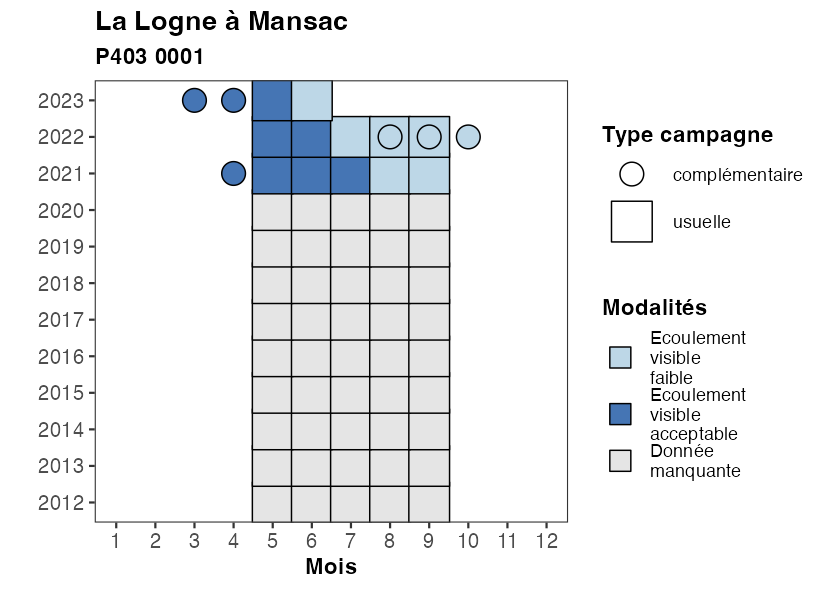 La Logne à Mansac
P403 0001
2023
2022
2021
2020
2019
2018
2017
2016
2015
2014
2013
2012
1 2 3 4 5 6 7 8 9 10 11 12
Mois
Type campagne
complémentaire
usuelle
Modalités
Ecoulement
visible
faible
Ecoulement
visible
acceptable
Donnée
manquante